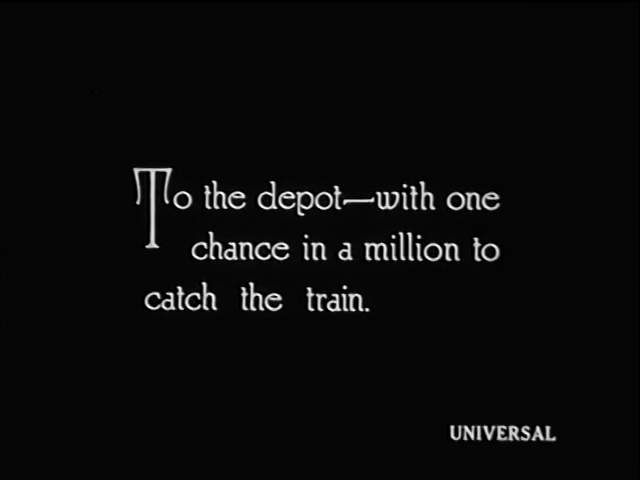 To the depot—with one
chance in a million to
catch the train.
UNIVERSAL